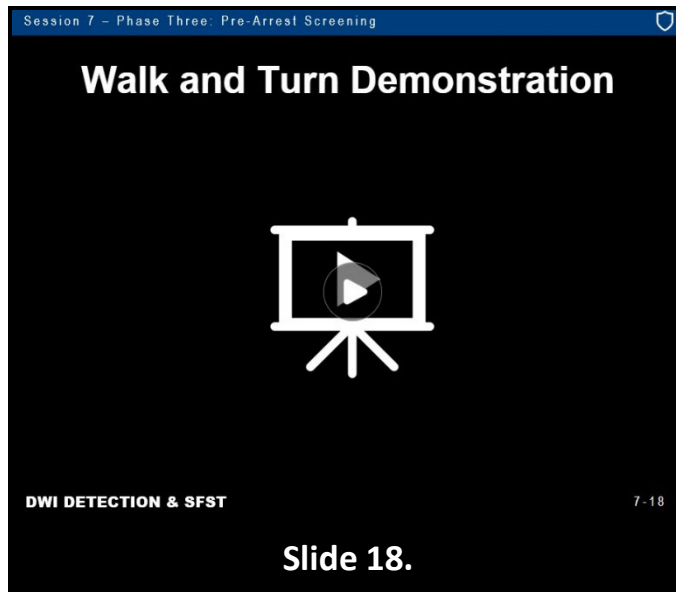 Session 7 – Phase Three: Pre-Arrest Screening
Walk and Turn Demonstration
DWI DETECTION & SFST
7-18
Slide 18.